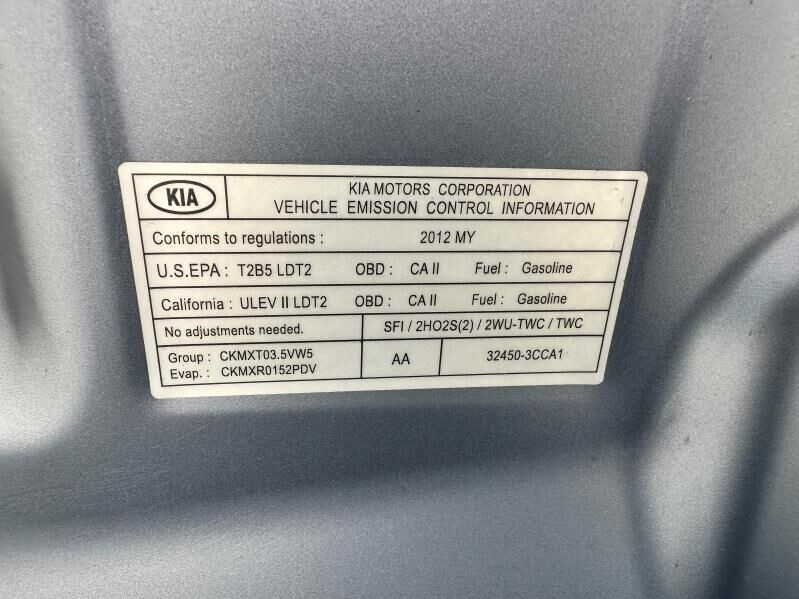 KIA
KIA MOTORS CORPORATION
VEHICLE EMISSION CONTROL INFORMATION
Conforms to regulations : 2012 MY
U.S.EPA : T2B5 LDT2 OBD : CA II Fuel : Gasoline
California : ULEV II LDT2 OBD : CA II Fuel : Gasoline
No adjustments needed. SFI / 2HO2S(2) / 2WU-TWC / TWC
Group : CKMXT03.5VW5
Evap. : CKMXR0152PDV
AA
32450-3CCA1